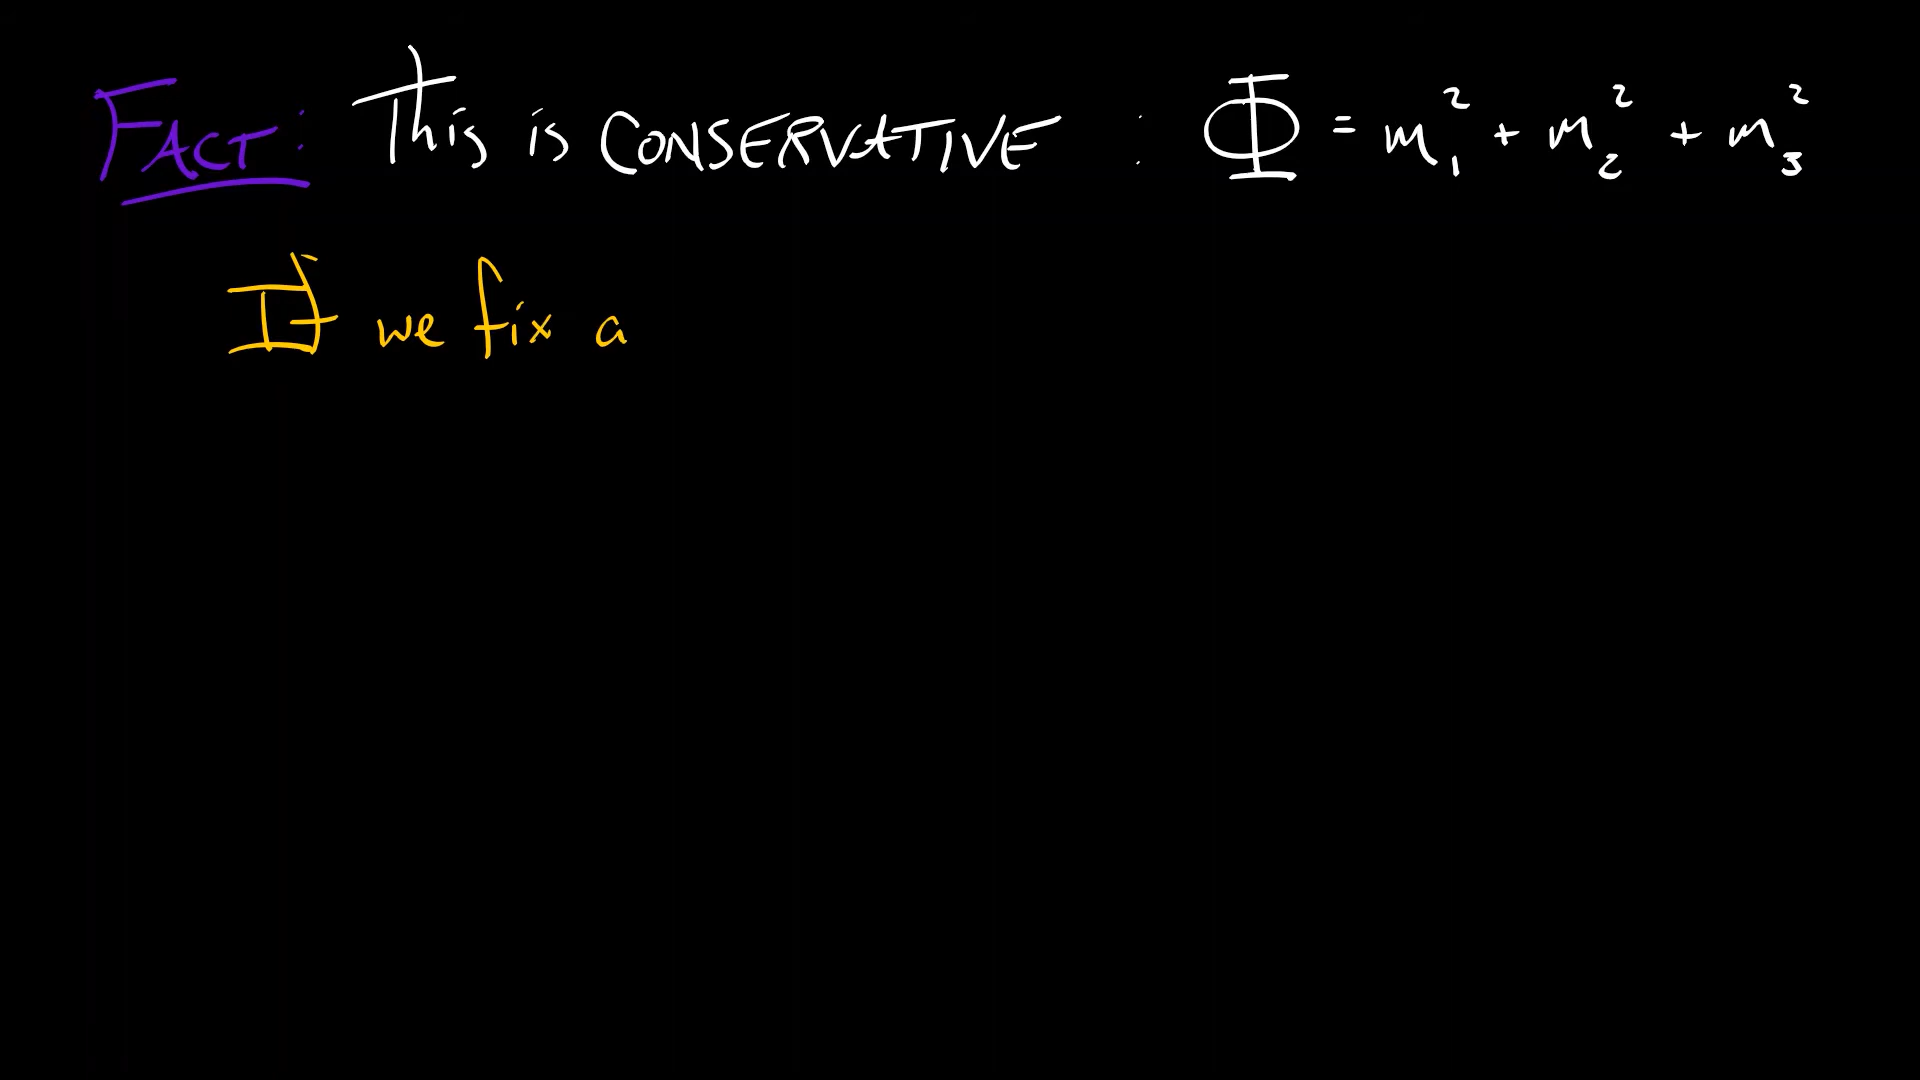 FACT: This is CONSERVATIVE : Φ = m₁² + m₂² + m₃²
If we fix a